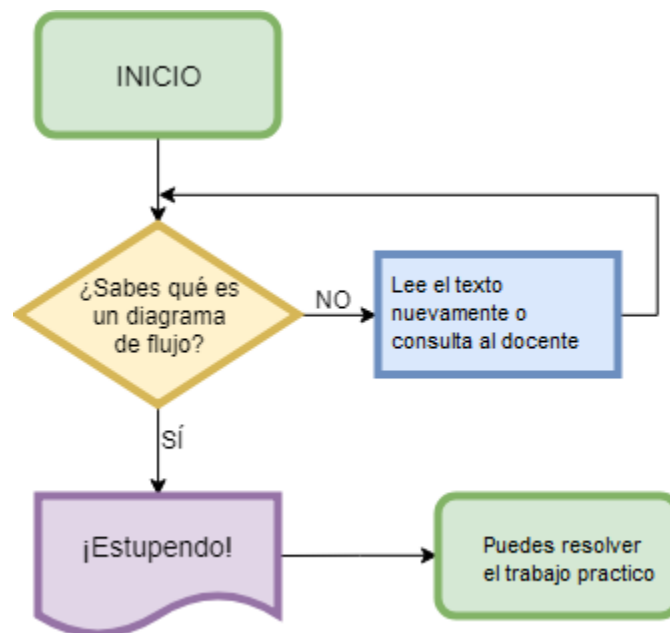 INICIO
¿Sabes qué es
un diagrama
de flujo?
NO
Lee el texto
nuevamente o
consulta al docente
SÍ
¡Estupendo!
Puedes resolver
el trabajo practico